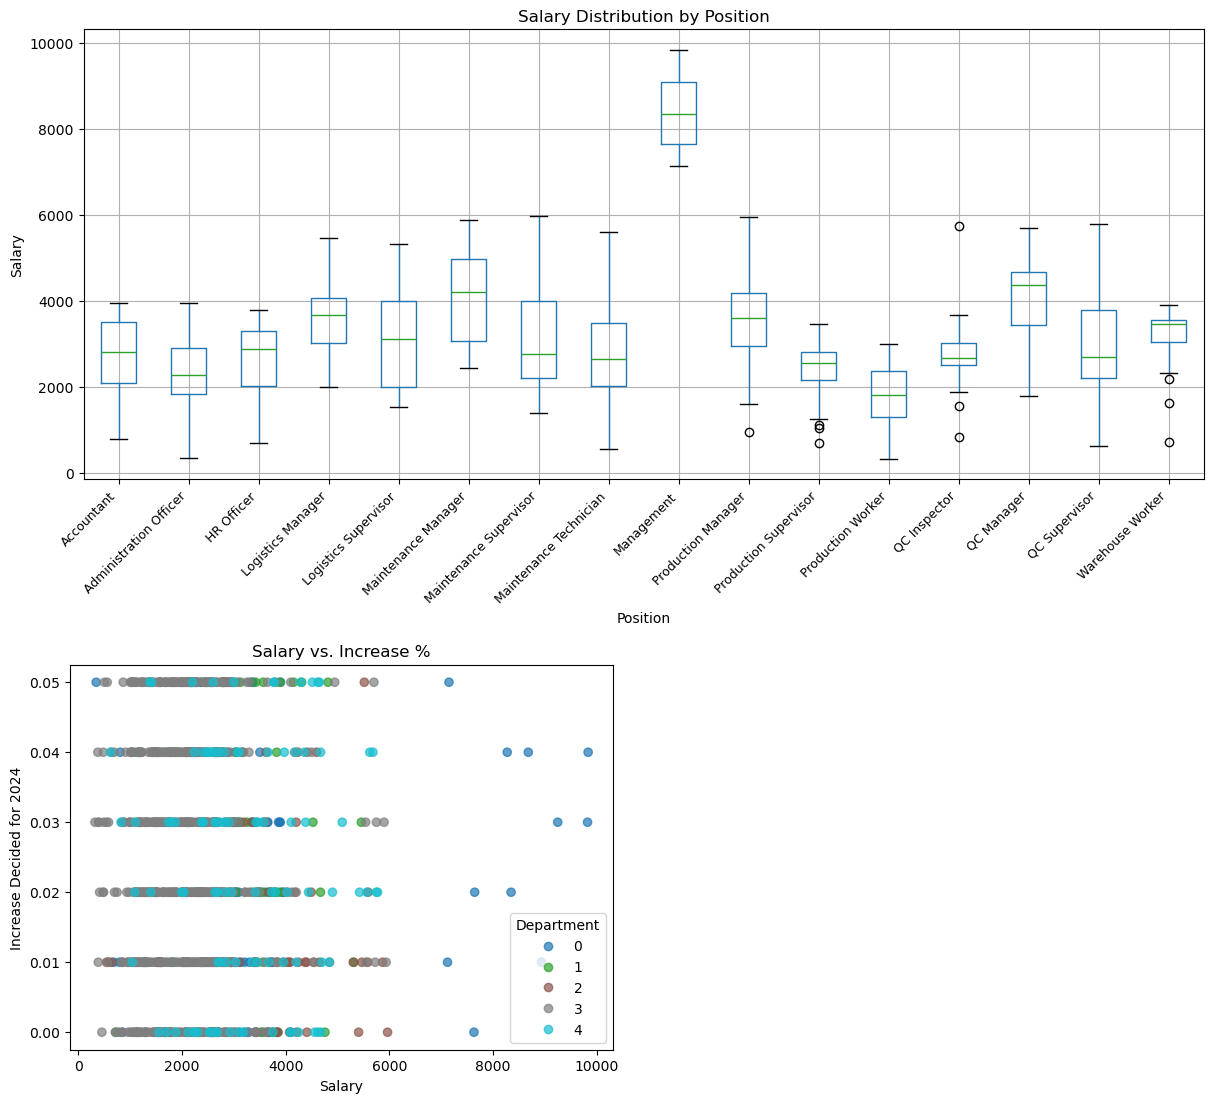 Salary Distribution by Position
10000
8000
6000
4000
2000
0
Salary
Accountant
Administration Officer
HR Officer
Logistics Manager
Logistics Supervisor
Maintenance Manager
Maintenance Supervisor
Maintenance Technician
Management
Production Manager
Production Supervisor
Production Worker
QC Inspector
QC Manager
QC Supervisor
Warehouse Worker
Position
Salary vs. Increase %
0.05
0.04
0.03
0.02
0.01
0.00
Increase Decided for 2024
Department
0
1
2
3
4
0 2000 4000 6000 8000 10000
Salary